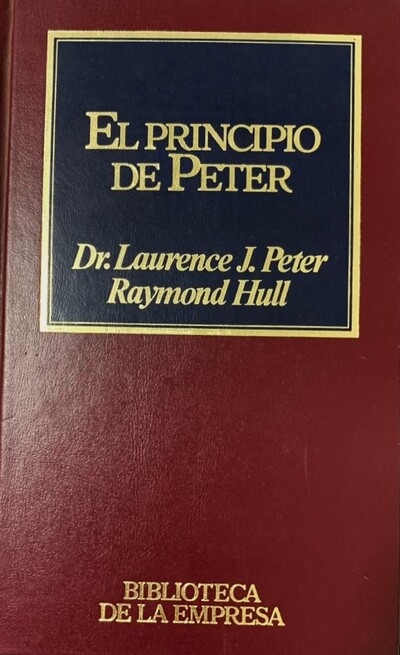 EL PRINCIPIO
DE PETER
Dr. Laurence J. Peter
Raymond Hull
BIBLIOTECA
DE LA EMPRESA